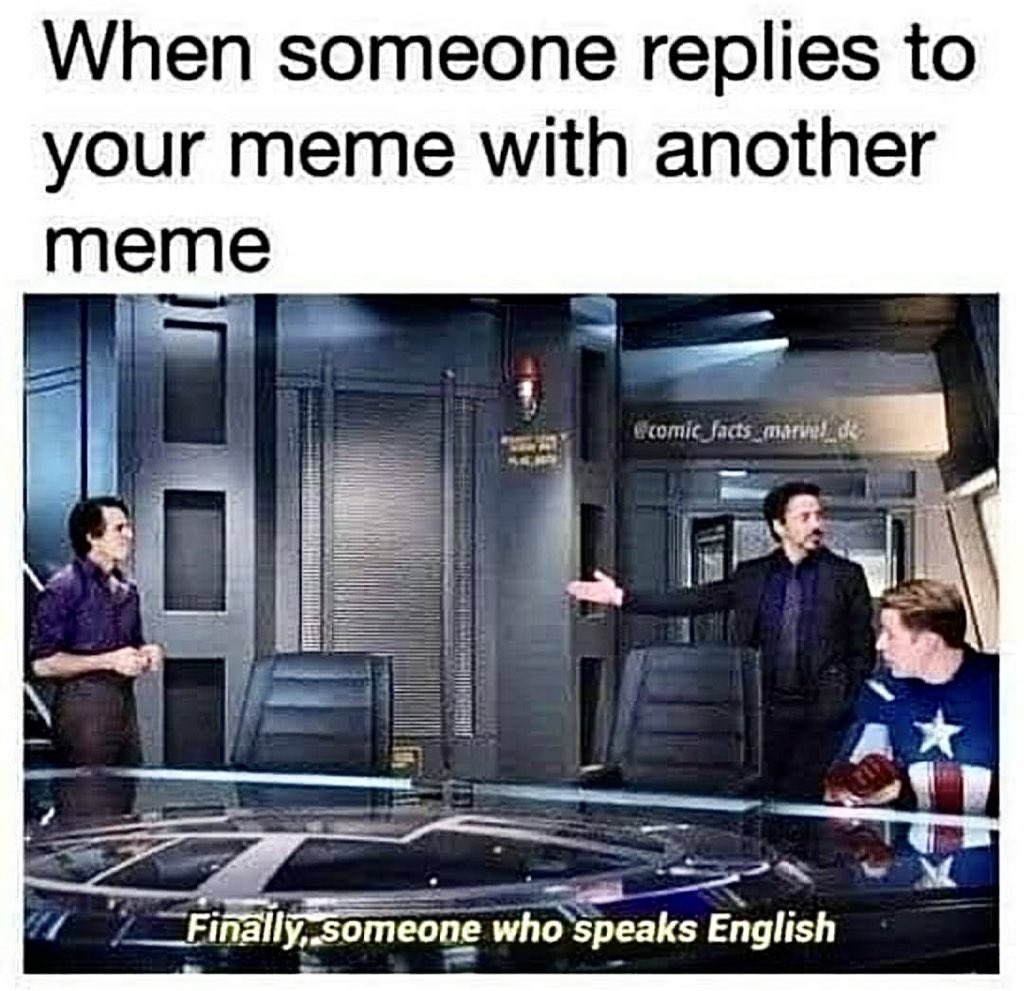 When someone replies to
your meme with another
meme
@comic_facts_marvel_dc
Finally, someone who speaks English